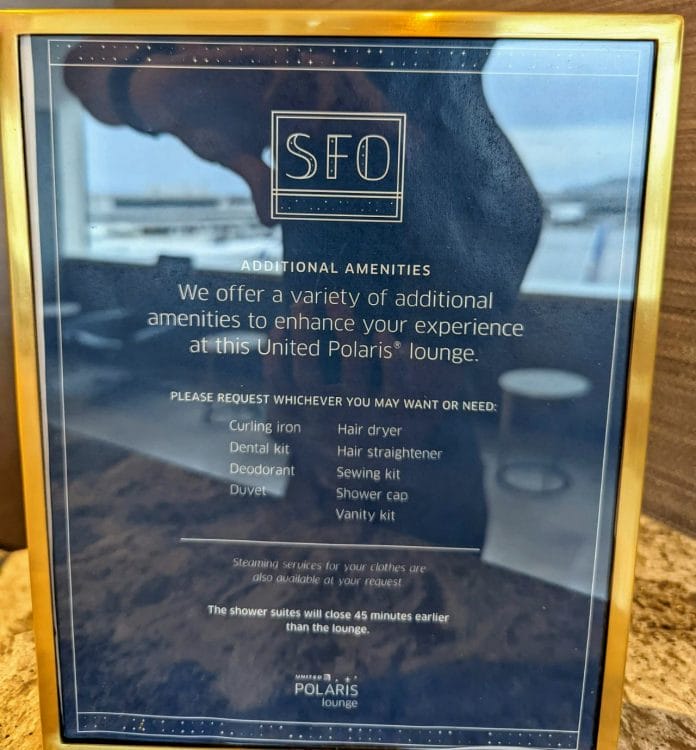 SFO
ADDITIONAL AMENITIES
We offer a variety of additional
amenities to enhance your experience
at this United Polaris® lounge.
PLEASE REQUEST WHICHEVER YOU MAY WANT OR NEED:
Curling iron
Dental kit
Deodorant
Duvet
Hair dryer
Hair straightener
Sewing kit
Shower cap
Vanity kit
Steaming services for your clothes are
also available at your request.
The shower suites will close 45 minutes earlier
than the lounge.
UNITED
POLARIS
lounge